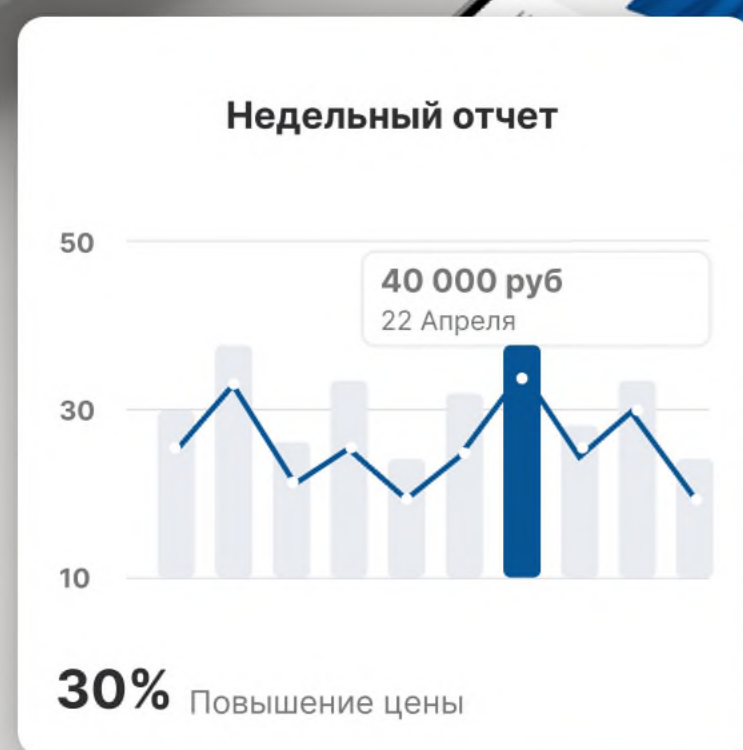 Недельный отчет
50
40 000 руб
22 Апреля
30
10
30% Повышение цены